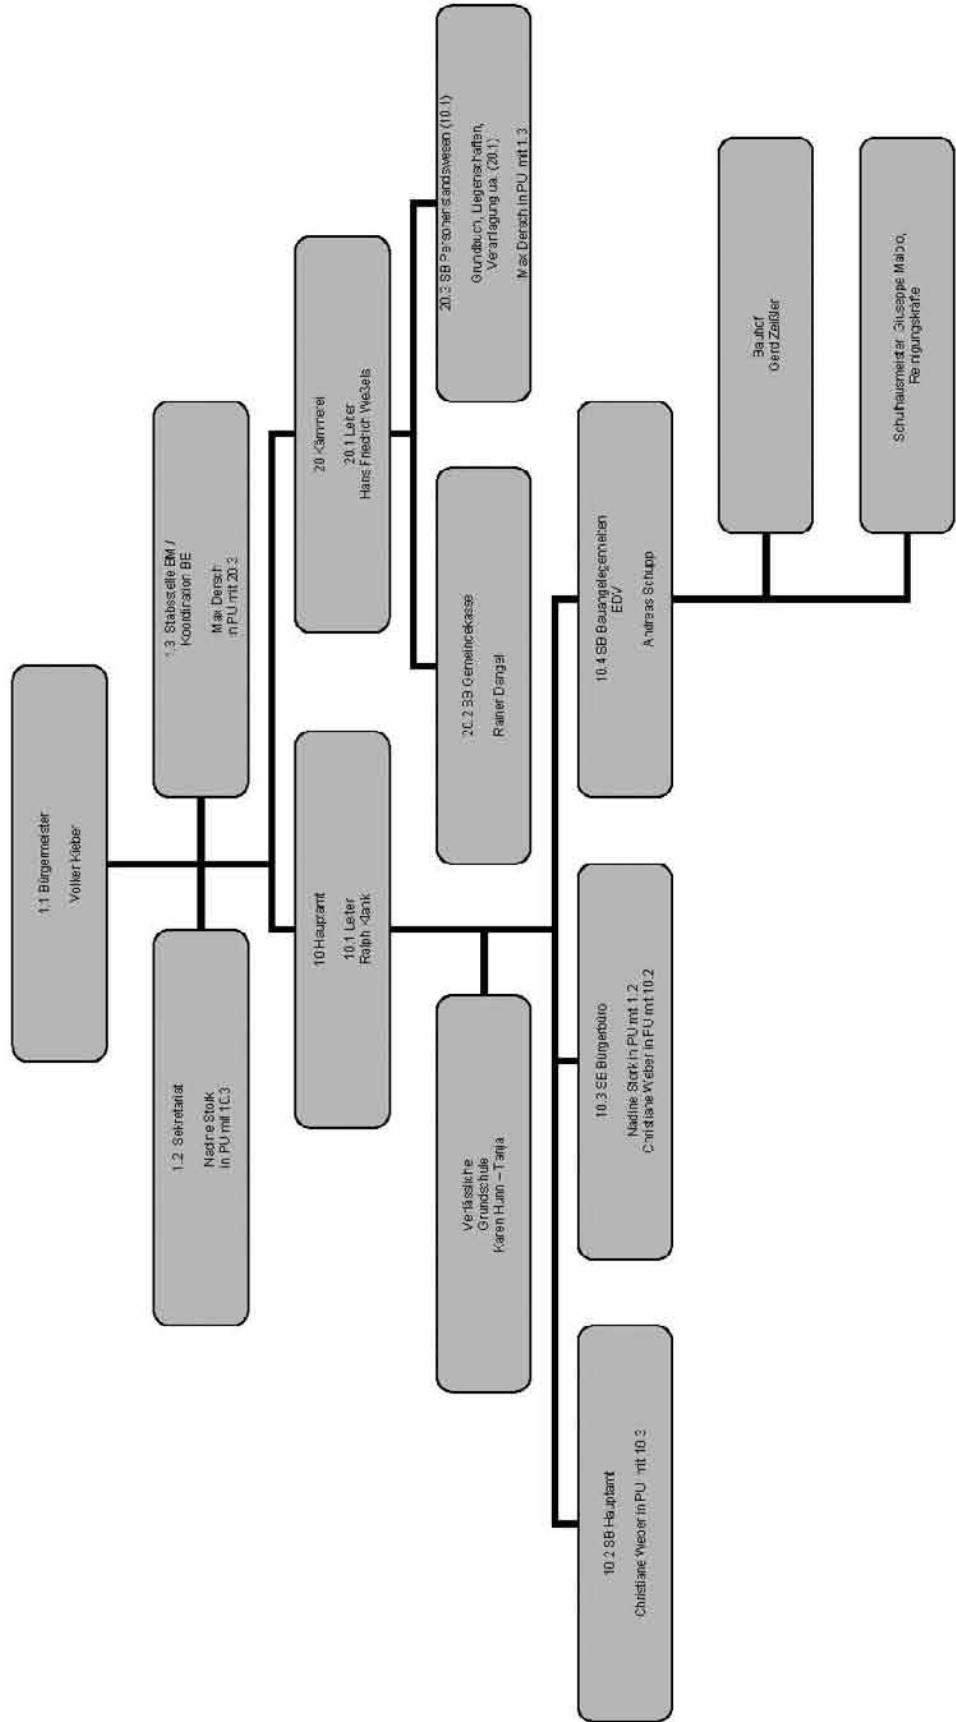 1.1 Bürgermeister
Volker Kieber
1.2 Sekretariat
Nadine Stork
in PU mit 10.3
1.3 Stabsstelle BM /
Koordination BE
Max Dersch
in PU mit 20.3
10 Hauptamt
10.1 Leiter
Ralph Klank
20 Kämmerei
20.1 Leiter
Hans Friedrich Weßels
Verlässliche
Grundschule
Karen Hunn – Tanja
20.2 SB Gemeindekasse
Rainer Dangel
20.3 SB Personenstandswesen (10.1)
Grundbuch, Liegenschaften,
Veranlagung ua. (20.1)
Max Dersch in PU mit 1.3
10.2 SB Hauptamt
Christiane Weber in PU mit 10.3
10.3 SB Bürgerbüro
Nadine Stork in PU mit 1.2
Christiane Weber in PU mit 10.2
10.4 SB Bauangelegenheiten
EDV
Andreas Schupp
Bauhof
Gerd Zeißler
Schulhausmeister Giuseppe
Reinigungskräfte